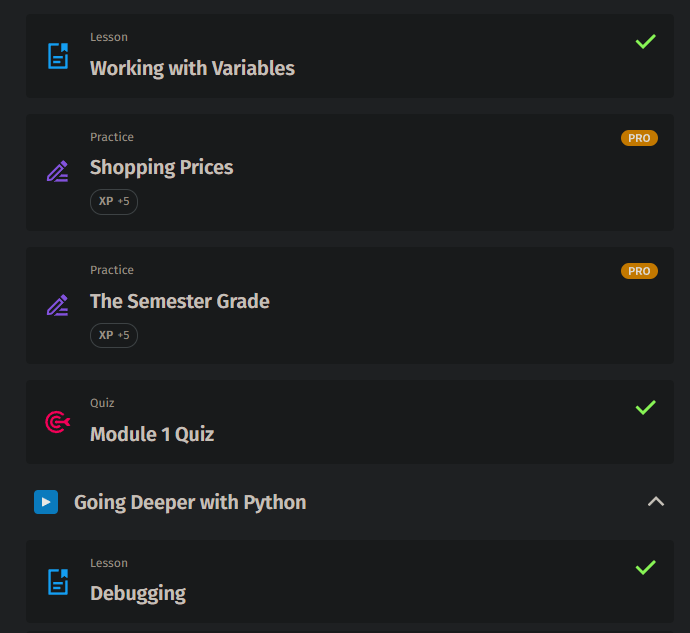 Lesson
Working with Variables
Practice
PRO
Shopping Prices
XP +5
Practice
PRO
The Semester Grade
XP +5
Quiz
Module 1 Quiz
Going Deeper with Python
Lesson
Debugging